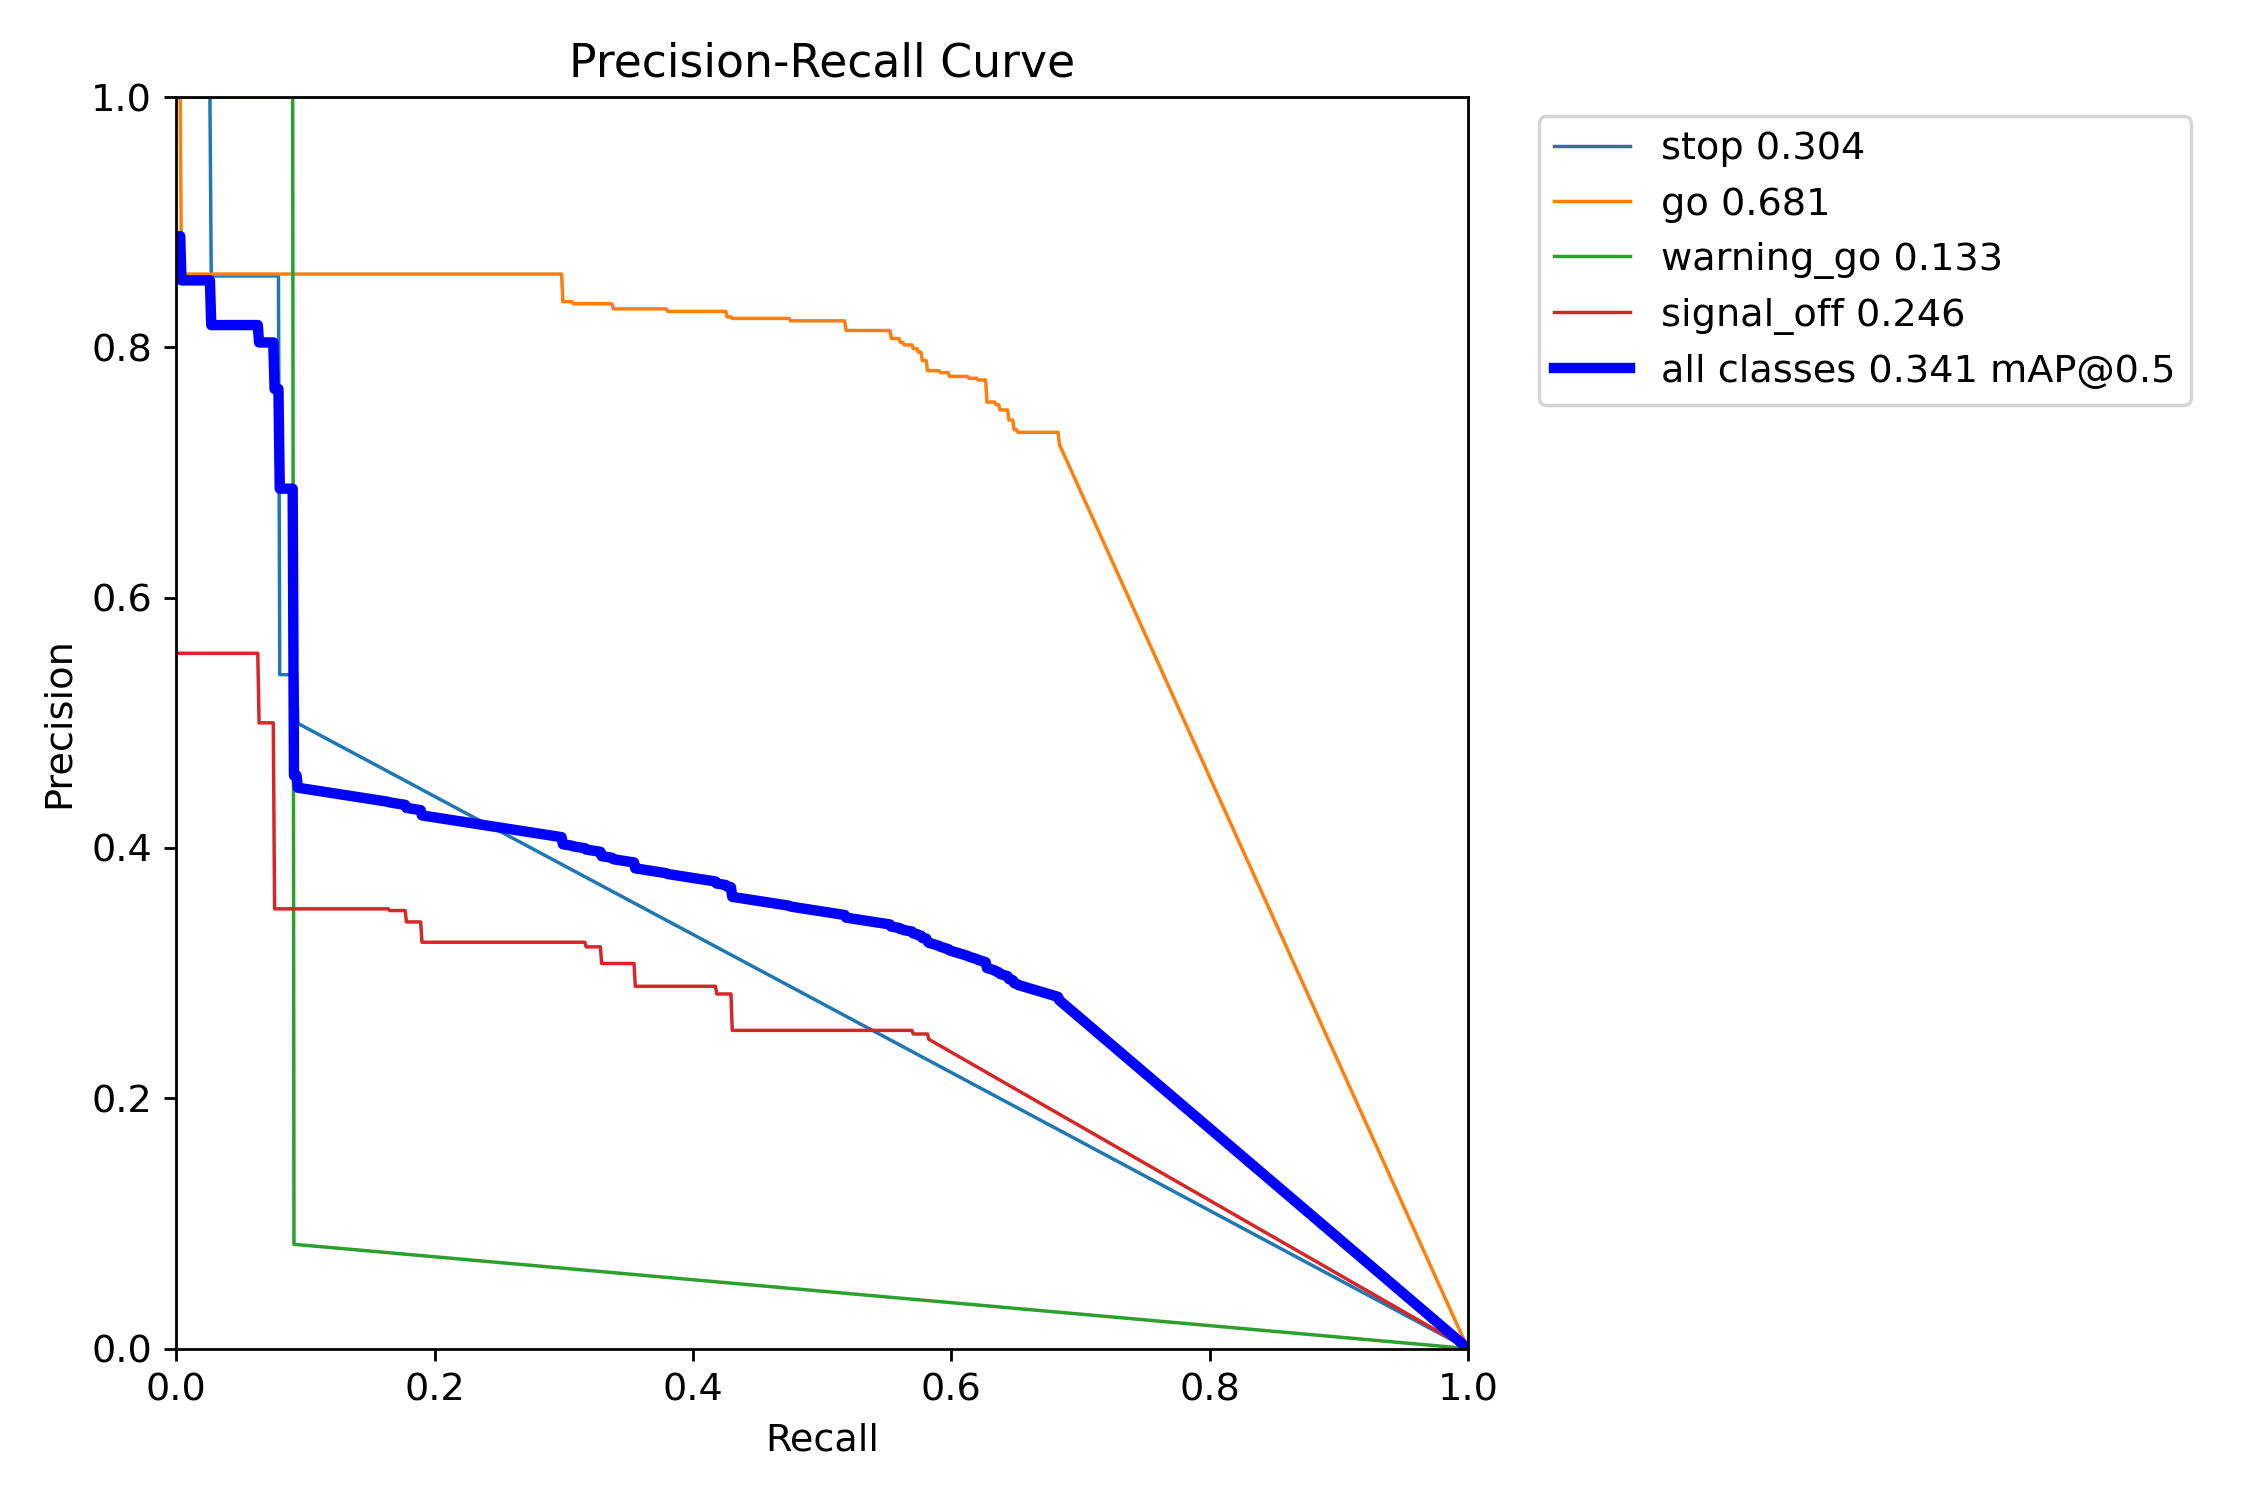 Precision-Recall Curve
1.0
0.8
0.6
0.4
0.2
0.0
Precision
0.0 0.2 0.4 0.6 0.8 1.0
Recall
stop 0.304
go 0.681
warning_go 0.133
signal_off 0.246
all classes 0.341 mAP@0.5